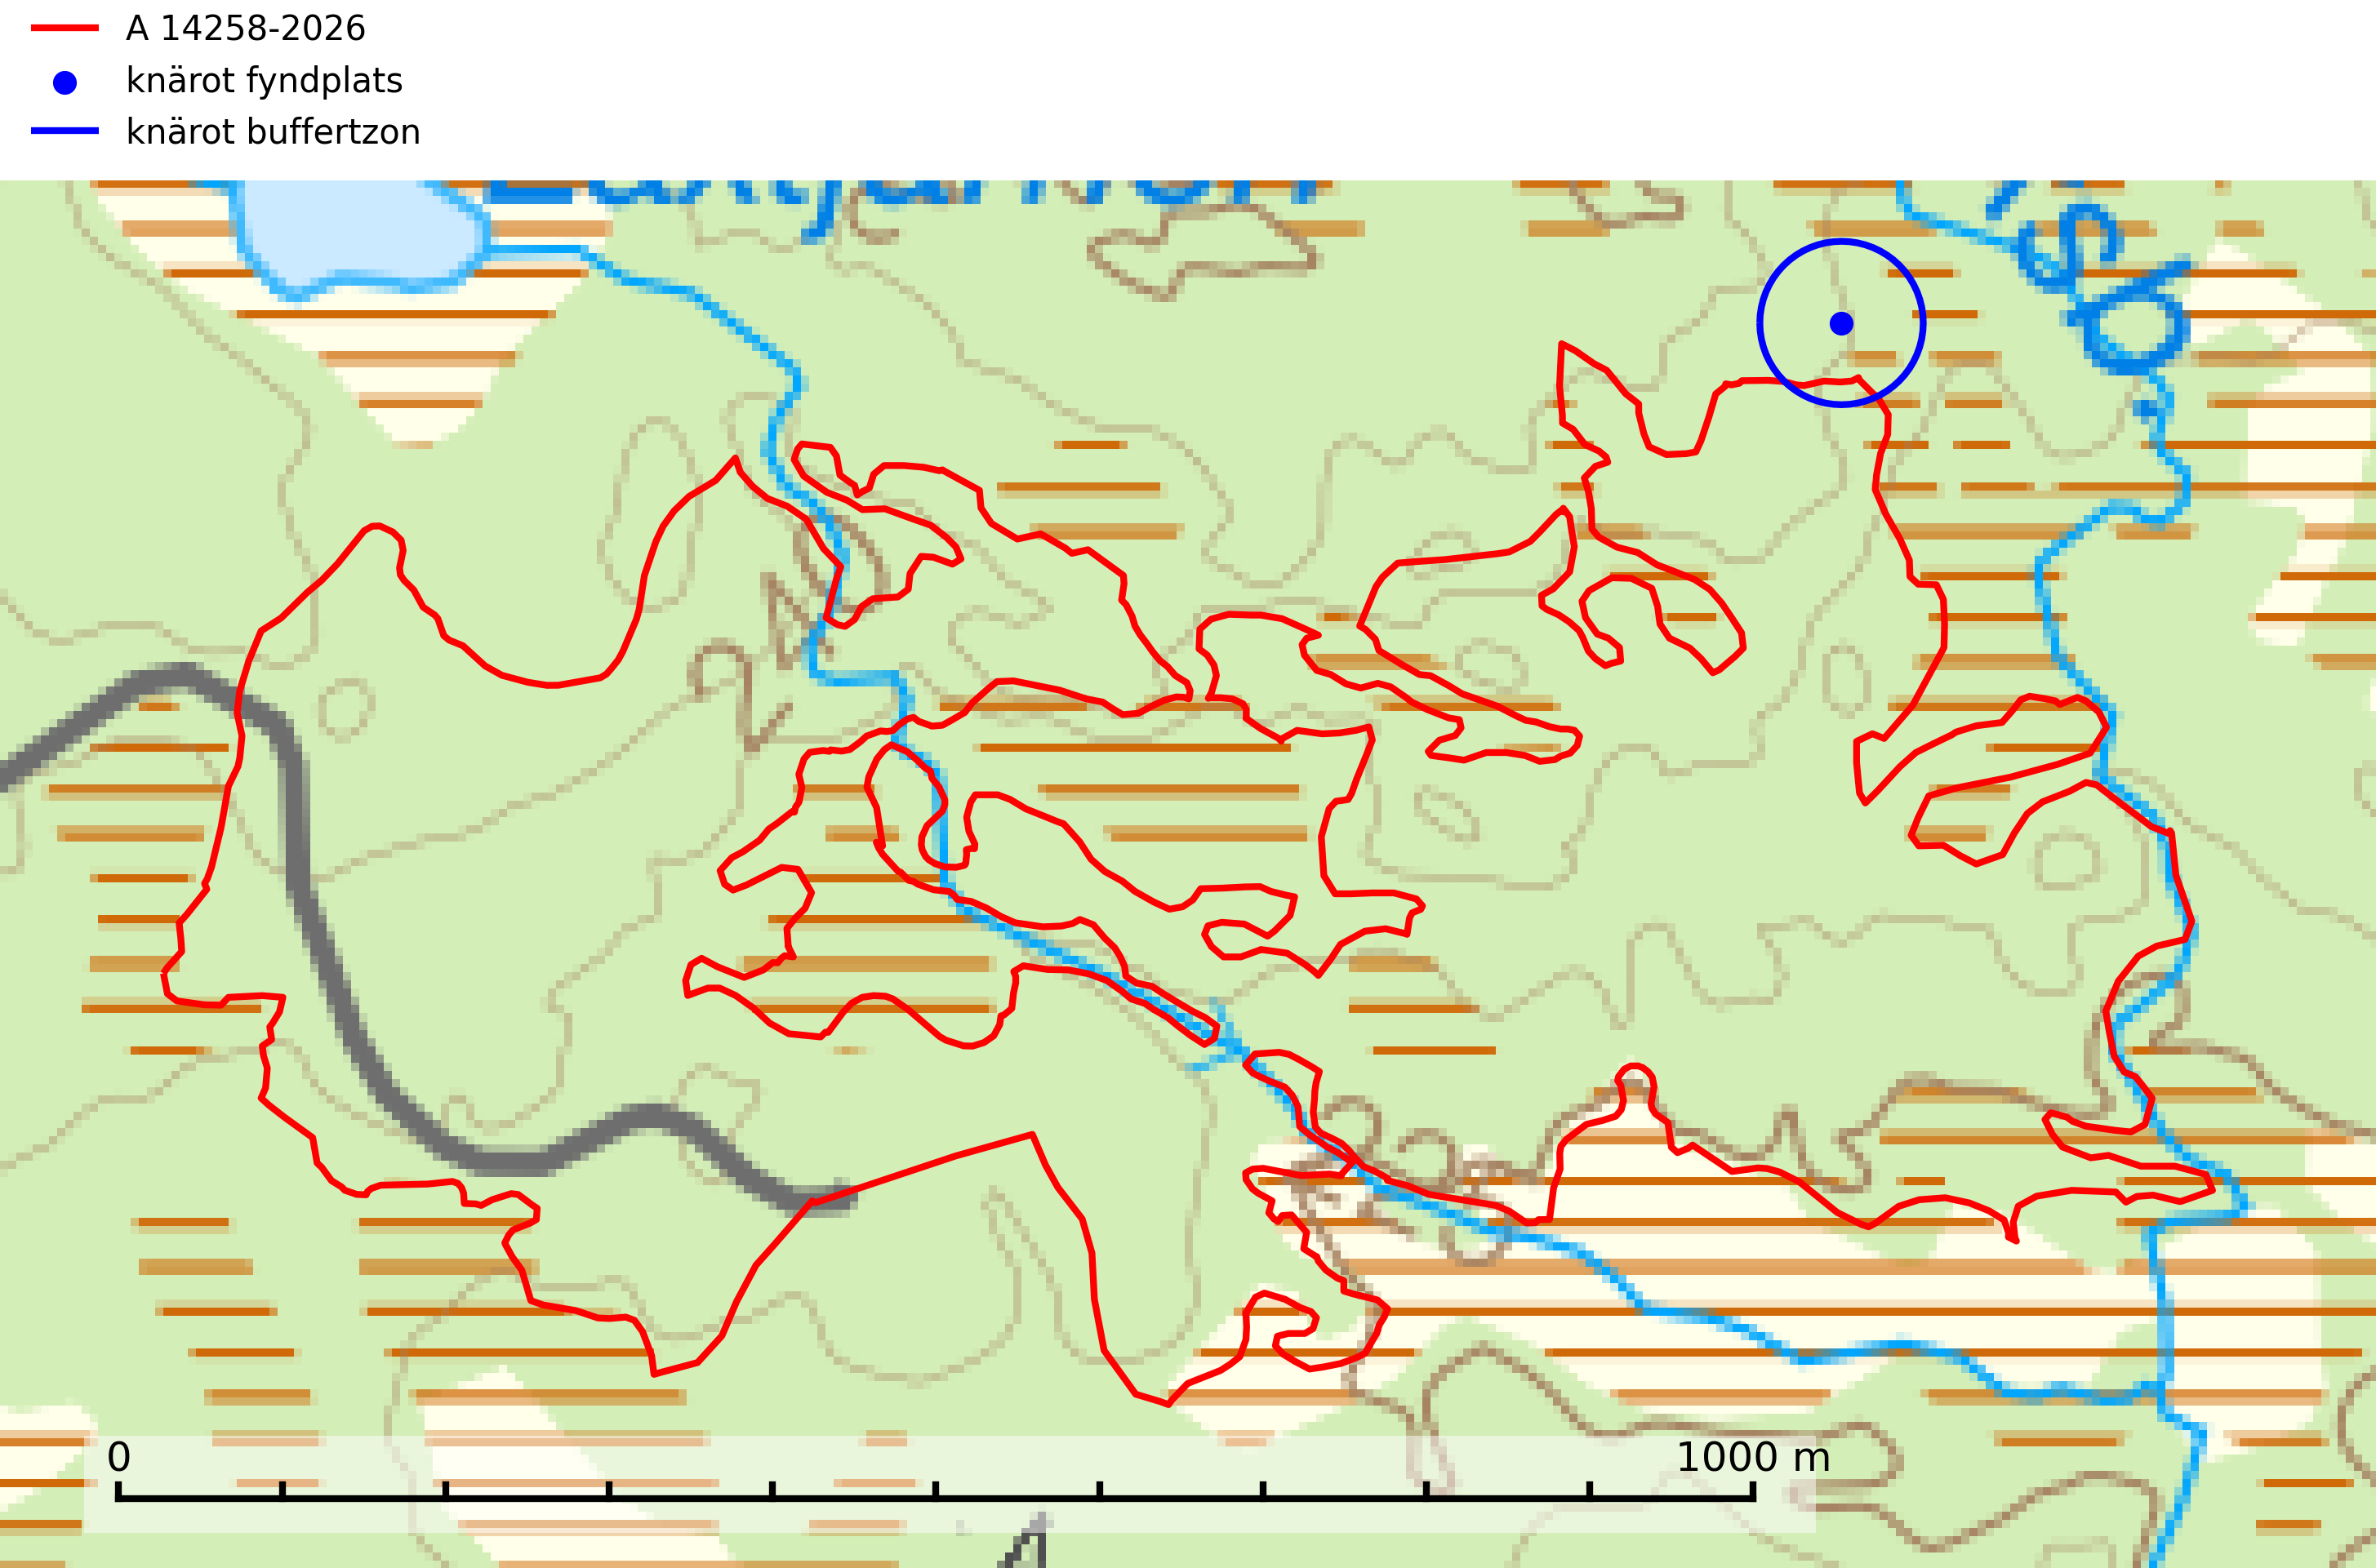 A 14258-2026
knärot fyndplats
knärot buffertzon
0
1000 m